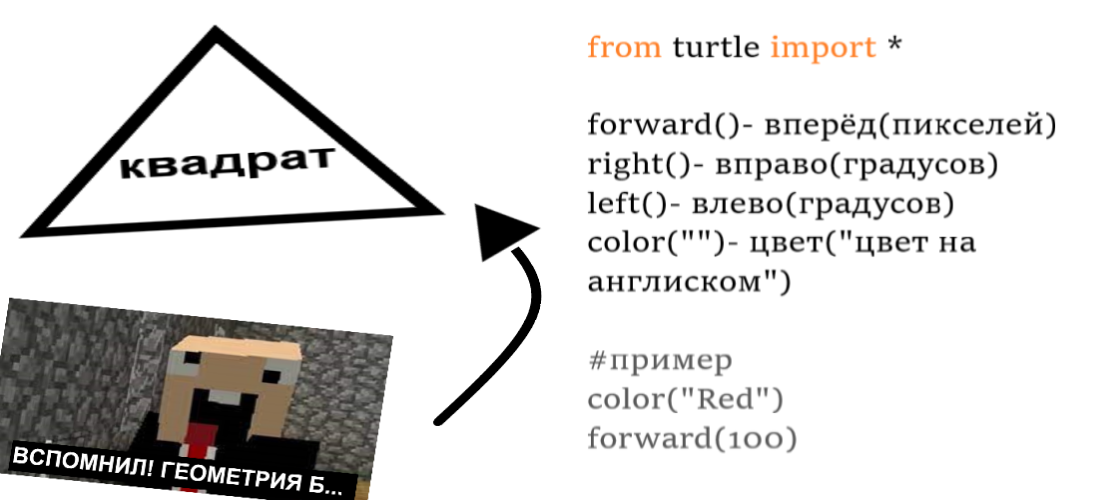 квадрат
ВСПОМНИЛ! ГЕОМЕТРИЯ Б...
from turtle import *
forward()- вперёд(пикселей)
right()- вправо(градусов)
left()- влево(градусов)
color("")- цвет("цвет на
англиском")
#пример
color("Red")
forward(100)